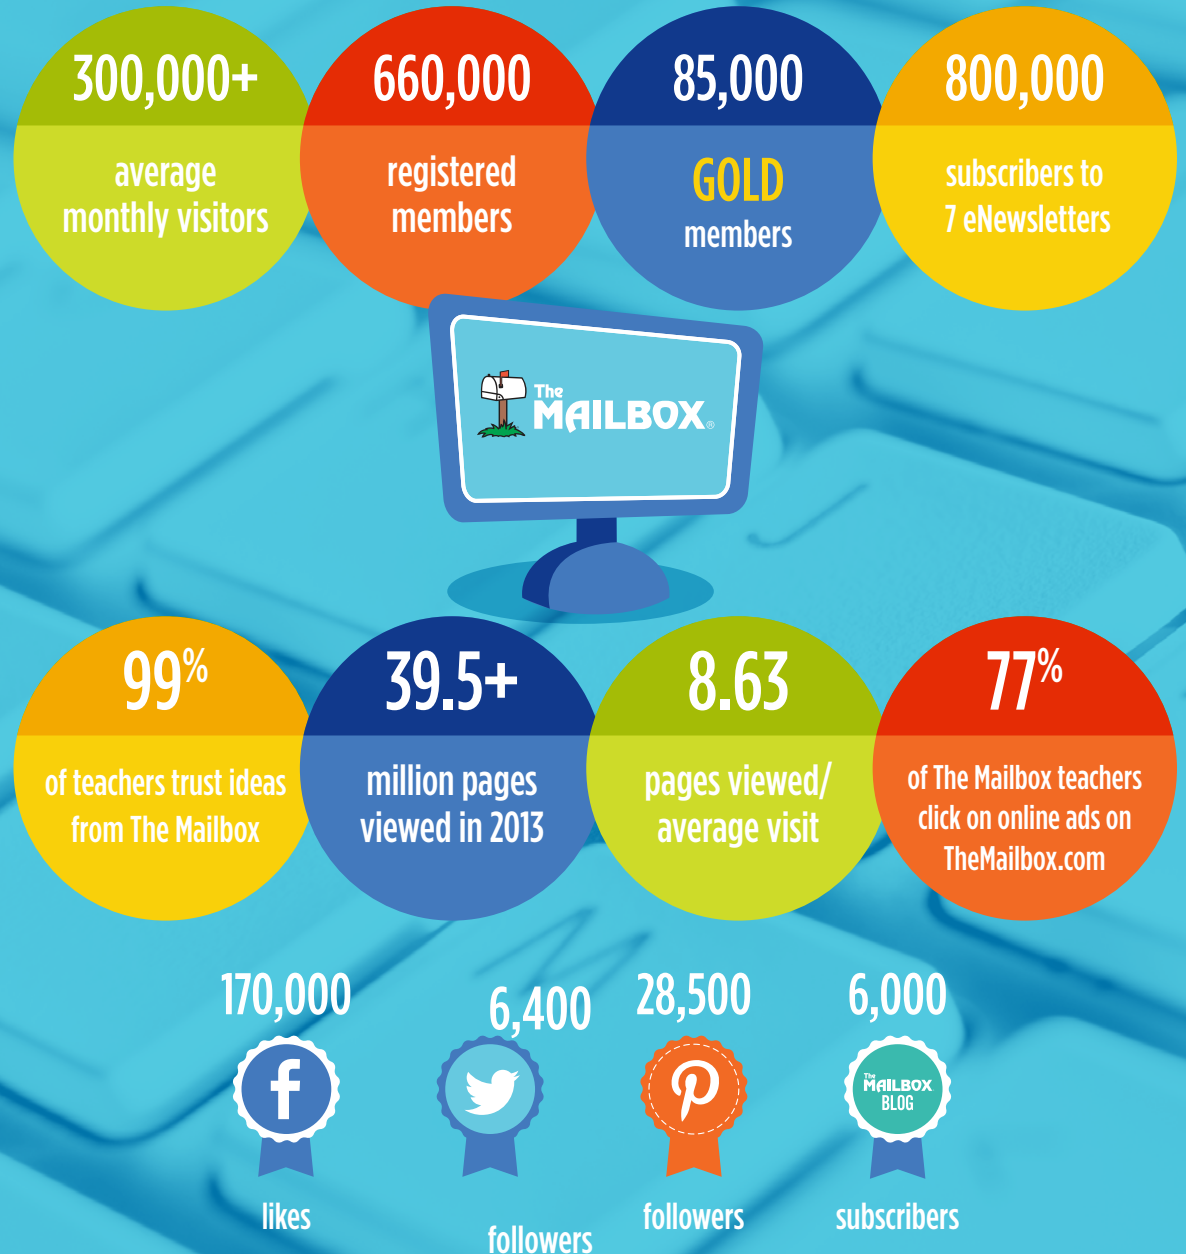 300,000+
average
monthly visitors
660,000
registered
members
85,000
GOLD
members
800,000
subscribers to
7 eNewsletters
The
MAILBOX®
99%
of teachers trust ideas
from The Mailbox
39.5+
million pages
viewed in 2013
8.63
pages viewed/
average visit
77%
of The Mailbox teachers
click on online ads on
TheMailbox.com
170,000
f
likes
6,400
followers
28,500
followers
6,000
The
MAILBOX
BLOG
subscribers